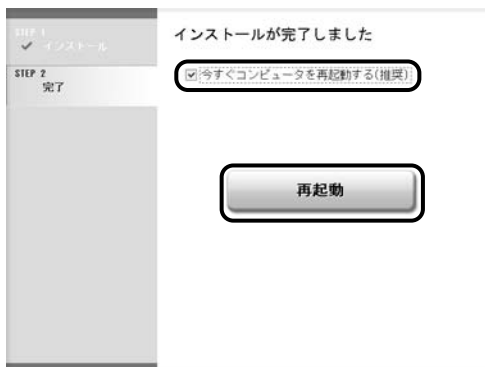 STEP 1
インストール
STEP 2
完了
インストールが完了しました
今すぐコンピュータを再起動する(推奨)
再起動